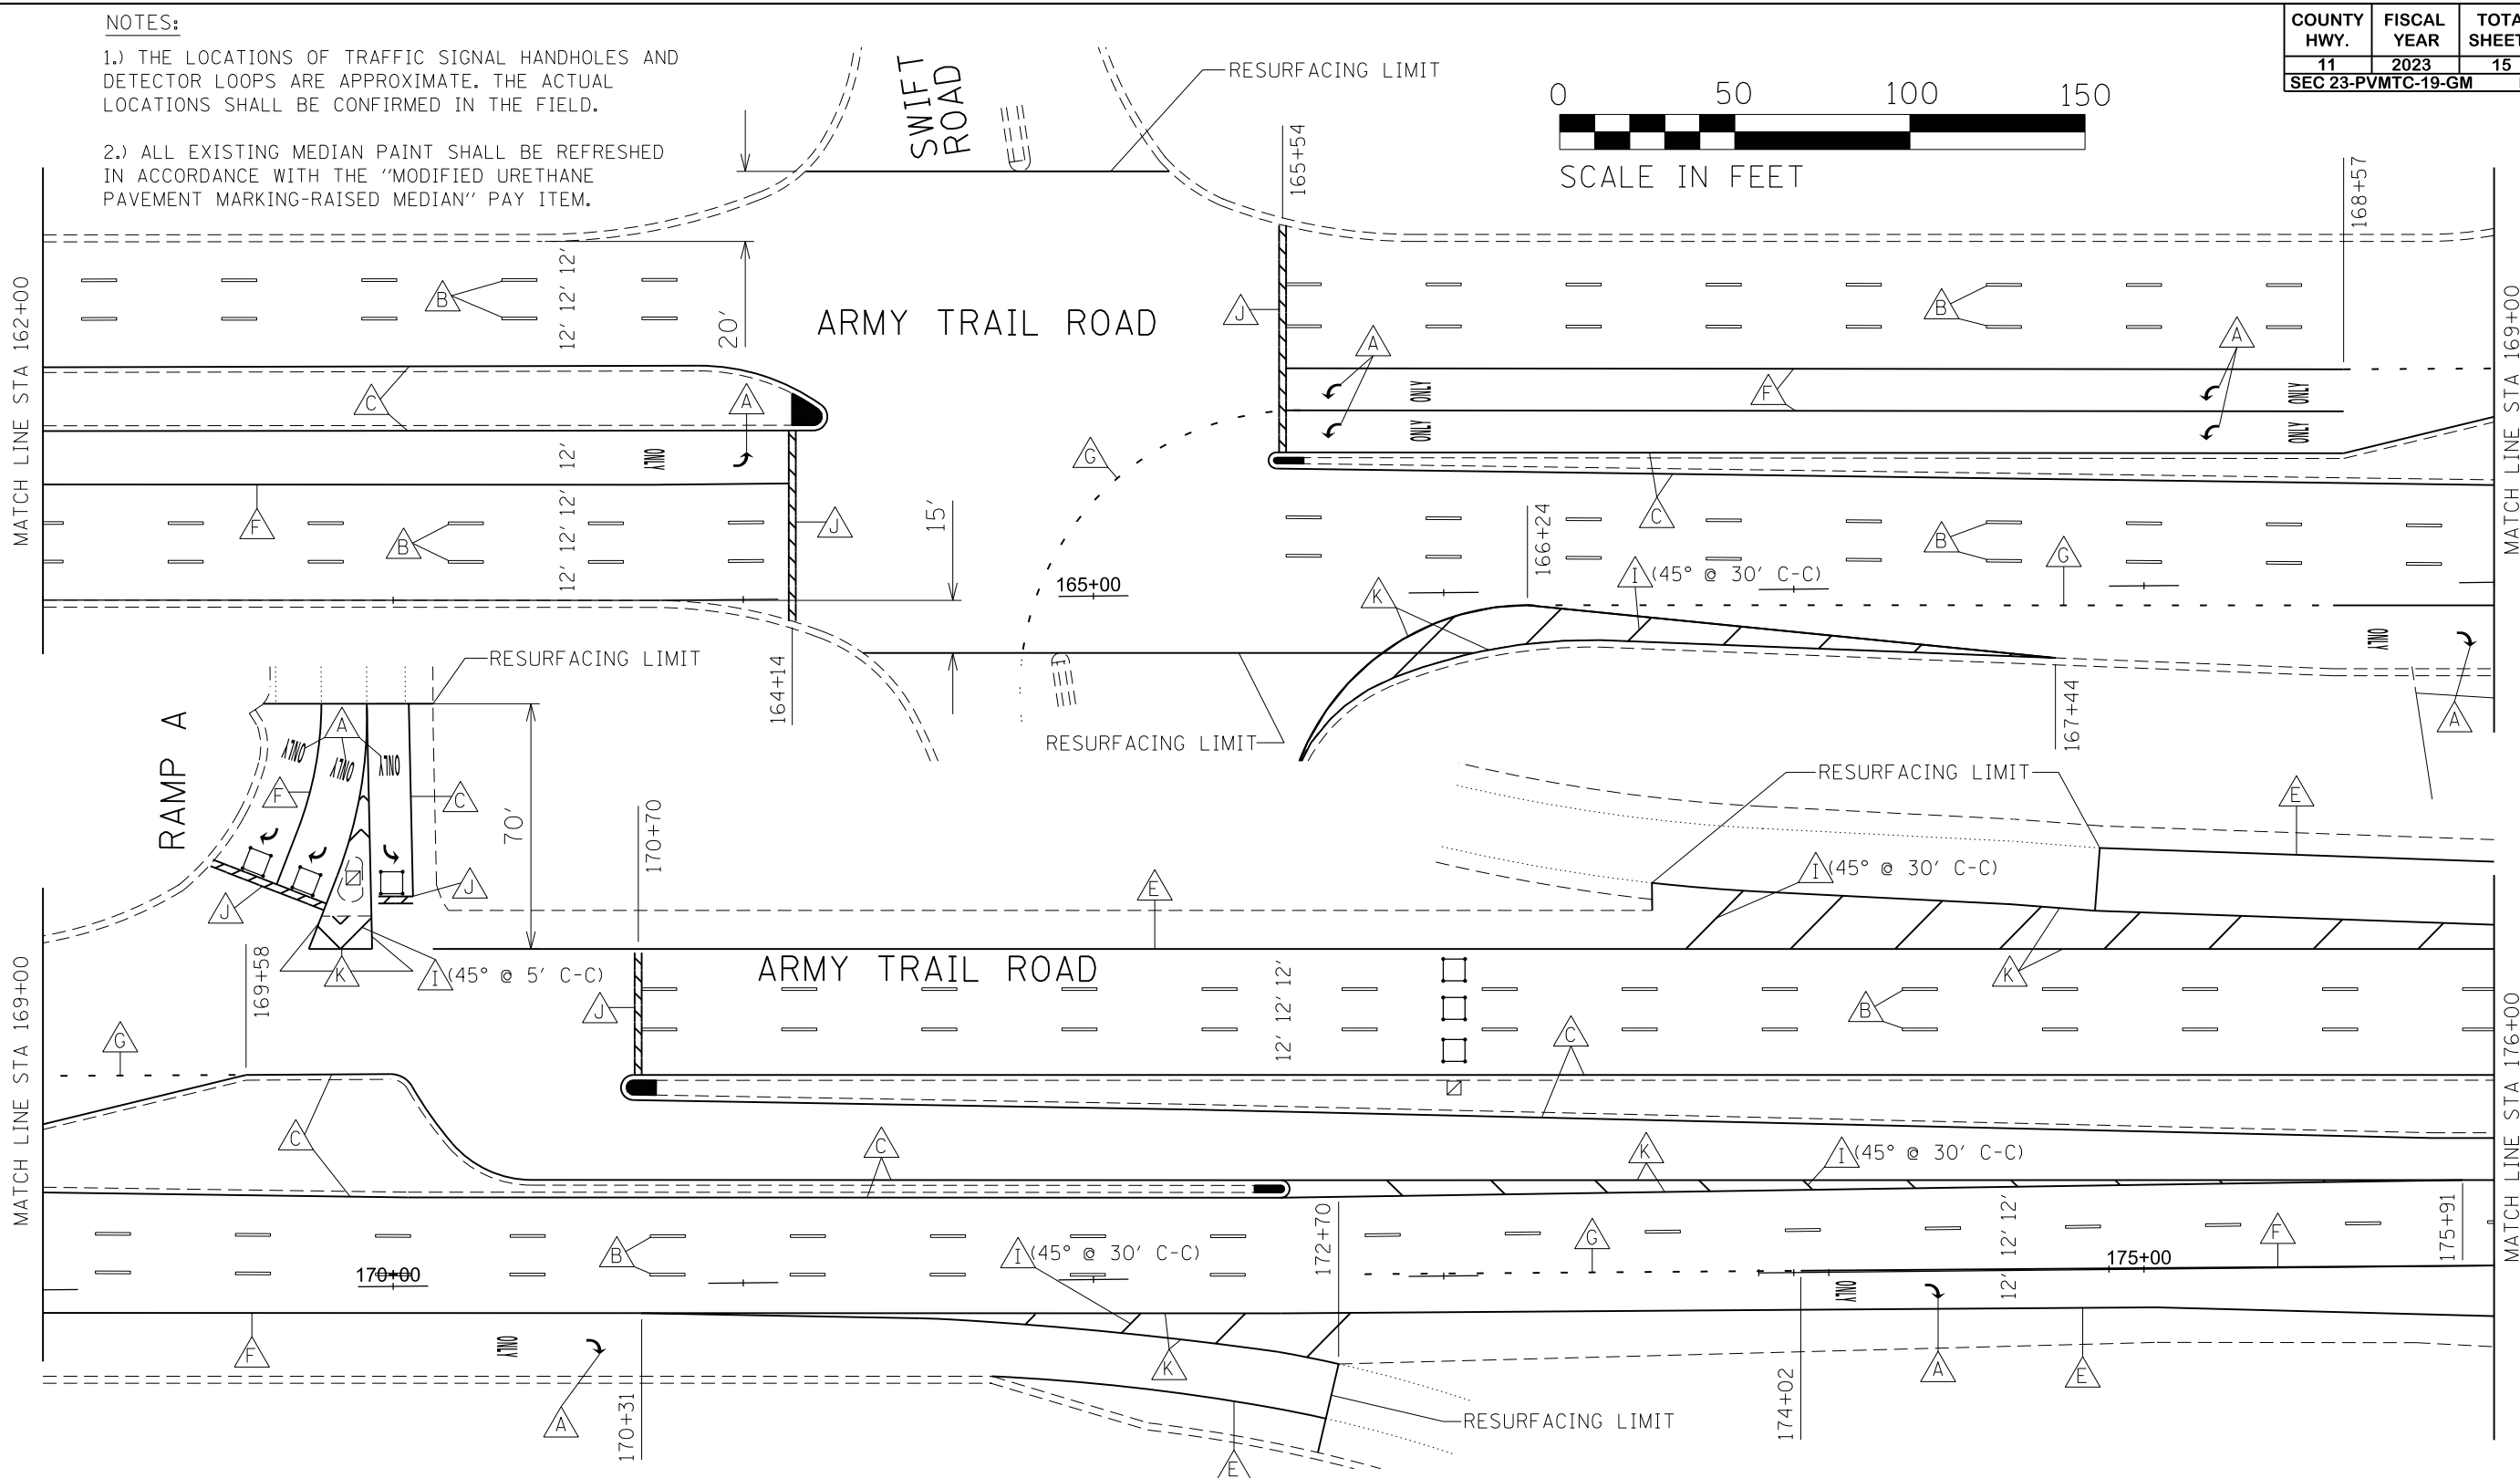 NOTES:
1.) THE LOCATIONS OF TRAFFIC SIGNAL HANDHOLES AND
DETECTOR LOOPS ARE APPROXIMATE. THE ACTUAL
LOCATIONS SHALL BE CONFIRMED IN THE FIELD.
2.) ALL EXISTING MEDIAN PAINT SHALL BE REFRESHED
IN ACCORDANCE WITH THE "MODIFIED URETHANE
PAVEMENT MARKING-RAISED MEDIAN" PAY ITEM.
COUNTY HWY. FISCAL YEAR
11 2023 15
SEC 23-PVMTC-19-GM
SWIFT
ROAD
RESURFACING LIMIT
0 50 100 150
SCALE IN FEET
165+54
168+57
MATCH LINE STA 162+00
MATCH LINE STA 169+00
B
12' 12' 12'
20'
ARMY TRAIL ROAD
J
B
A
A
C
A
F
ONLY
ONLY
ONLY
ONLY
12'
ONLY
G
F
B
12' 12' 12'
J
15'
C
B
G
166+24
165+00
K
I (45° @ 30' C-C)
ONLY
A
164+14
167+44
RESURFACING LIMIT
RESURFACING LIMIT
A
RAMP A
A
ONLY
ONLY
ONLY
F
C
70'
J
J
K
I (45° @ 5' C-C)
170+70
169+58
RESURFACING LIMIT
E
I (45° @ 30' C-C)
E
K
MATCH LINE STA 169+00
MATCH LINE STA 176+00
ARMY TRAIL ROAD
J
12' 12' 12'
B
C
G
C
C
K
I (45° @ 30' C-C)
B
170+00
I (45° @ 30' C-C)
172+70
G
12' 12'
12'
175+00
F
175+91
F
ONLY
A
170+31
K
ONLY
A
E
174+02
RESURFACING LIMIT
E